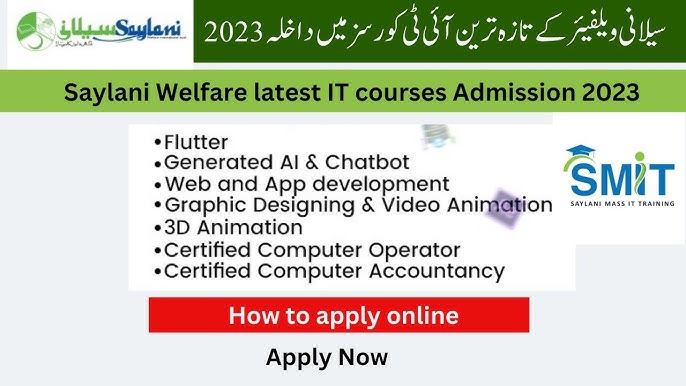 سیلانی Saylani
سیلانی ویلفیئر کے تازہ ترین آئی ٹی کورسز میں داخلہ 2023
Saylani Welfare latest IT courses Admission 2023
•Flutter
•Generated AI & Chatbot
•Web and App development
•Graphic Designing & Video Animation
•3D Animation
•Certified Computer Operator
•Certified Computer Accountancy
SMIT
SAYLANI MASS IT TRAINING
How to apply online
Apply Now